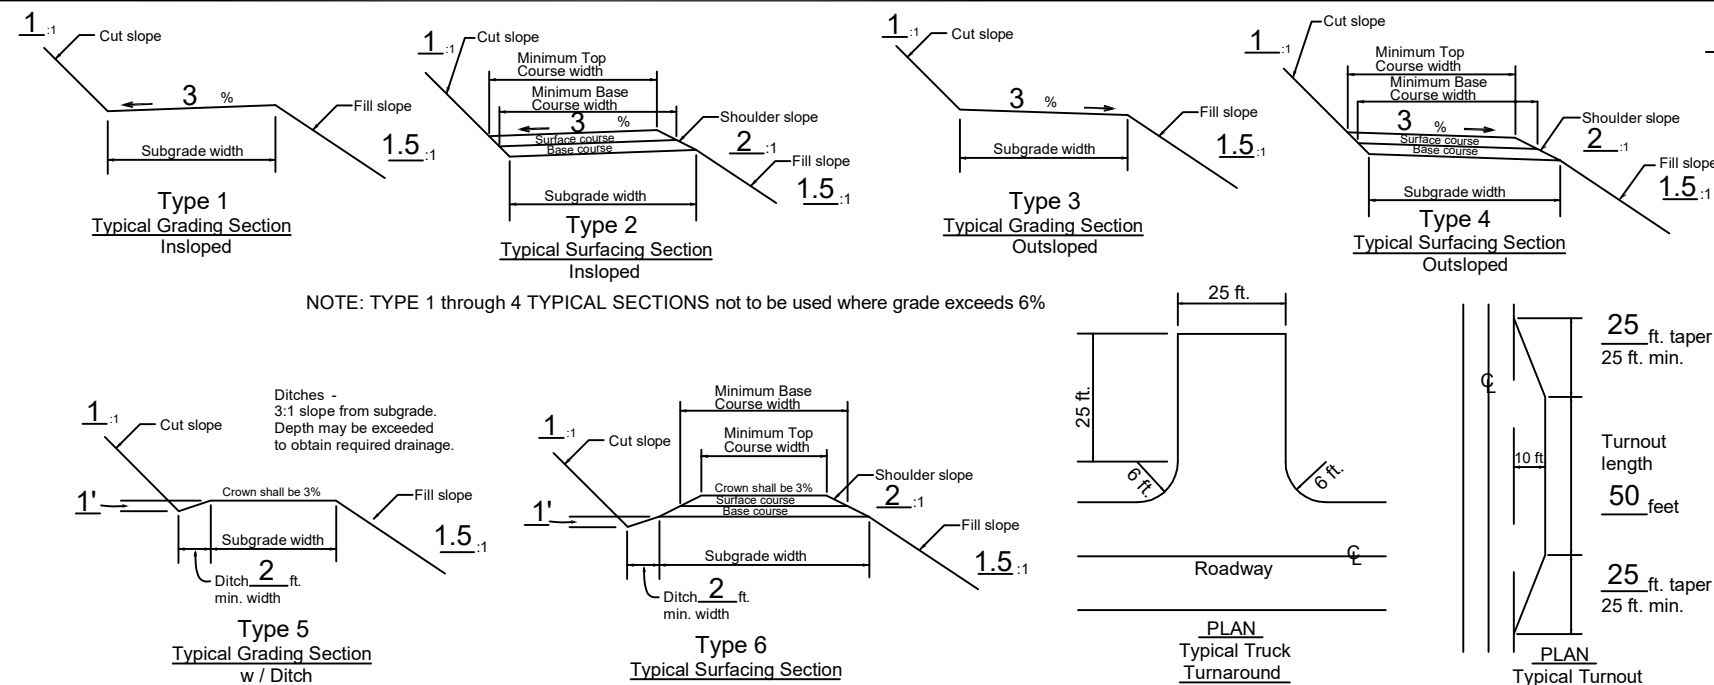 1 :1
Cut slope
3 %
Fill slope
1.5 :1
Subgrade width
Type 1
Typical Grading Section
Insloped
1 :1
Cut slope
Minimum Top
Course width
Minimum Base
Course width
3 %
Surface course
Base course
Shoulder slope
2 :1
Fill slope
1.5 :1
Subgrade width
Type 2
Typical Surfacing Section
Insloped
1 :1
Cut slope
3 %
Fill slope
1.5 :1
Subgrade width
Type 3
Typical Grading Section
Outsloped
1 :1
Cut slope
Minimum Top
Course width
Minimum Base
Course width
3 %
Surface course
Base course
Shoulder slope
2 :1
Fill slope
1.5 :1
Subgrade width
Type 4
Typical Surfacing Section
Outsloped
NOTE: TYPE 1 through 4 TYPICAL SECTIONS not to be used where grade exceeds 6%
1 :1
Cut slope
Ditches -
3:1 slope from subgrade.
Depth may be exceeded
to obtain required drainage.
1'
Crown shall be 3%
Fill slope
1.5 :1
Subgrade width
Ditch 2 ft.
min. width
Type 5
Typical Grading Section
w / Ditch
1 :1
Cut slope
Minimum Base
Course width
Minimum Top
Course width
Crown shall be 3%
Surface course
Base course
Shoulder slope
2 :1
1'
Fill slope
1.5 :1
Subgrade width
Ditch 2 ft.
min. width
Type 6
Typical Surfacing Section
25 ft.
25 ft.
6 ft.
6 ft.
℄
Roadway
PLAN
Typical Truck
Turnaround
℄
25 ft. taper
25 ft. min.
10 ft.
Turnout
length
50 feet
25 ft. taper
25 ft. min.
PLAN
Typical Turnout